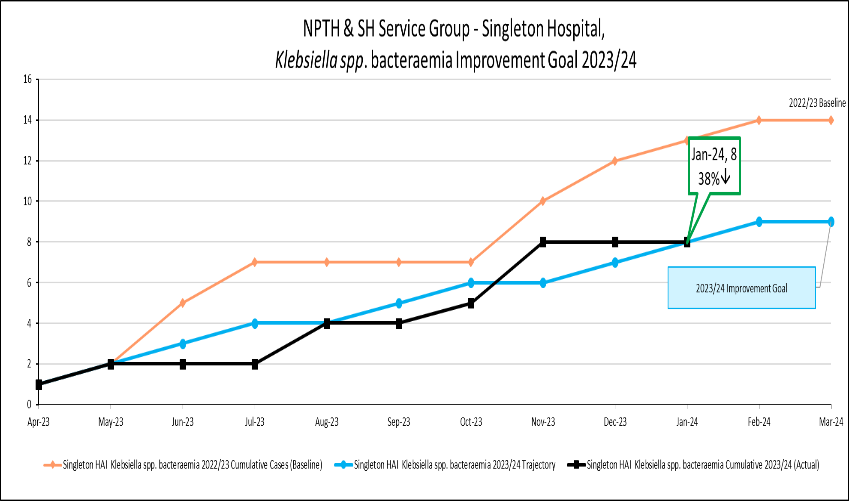 NPTH & SH Service Group - Singleton Hospital,
Klebsiella spp. bacteraemia Improvement Goal 2023/24
16
14
12
10
8
6
4
2
0
2022/23 Baseline
Jan-24, 8
38%↓
2023/24 Improvement Goal
Apr-23 May-23 Jun-23 Jul-23 Aug-23 Sep-23 Oct-23 Nov-23 Dec-23 Jan-24 Feb-24 Mar-24
Singleton HAI Klebsiella spp. bacteraemia 2022/23 Cumulative Cases (Baseline) Singleton HAI Klebsiella spp. bacteraemia 2023/24 Trajectory Singleton HAI Klebsiella spp. bacteraemia Cumulative 2023/24 (Actual)